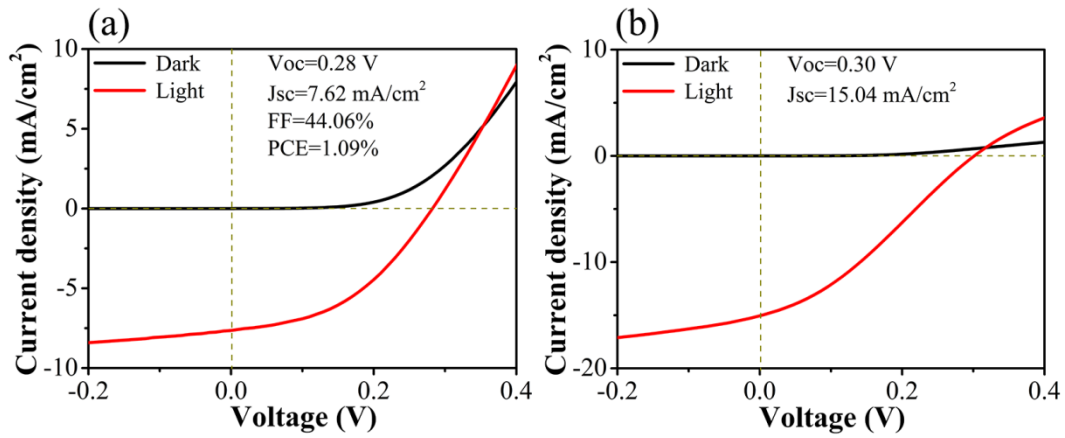 (a)
Dark
Light
Voc=0.28 V
Jsc=7.62 mA/cm²
FF=44.06%
PCE=1.09%
Current density (mA/cm²)
10
5
0
-5
-10
-0.2
0.0
0.2
0.4
Voltage (V)
(b)
Dark
Light
Voc=0.30 V
Jsc=15.04 mA/cm²
Current density (mA/cm²)
10
0
-10
-20
-0.2
0.0
0.2
0.4
Voltage (V)